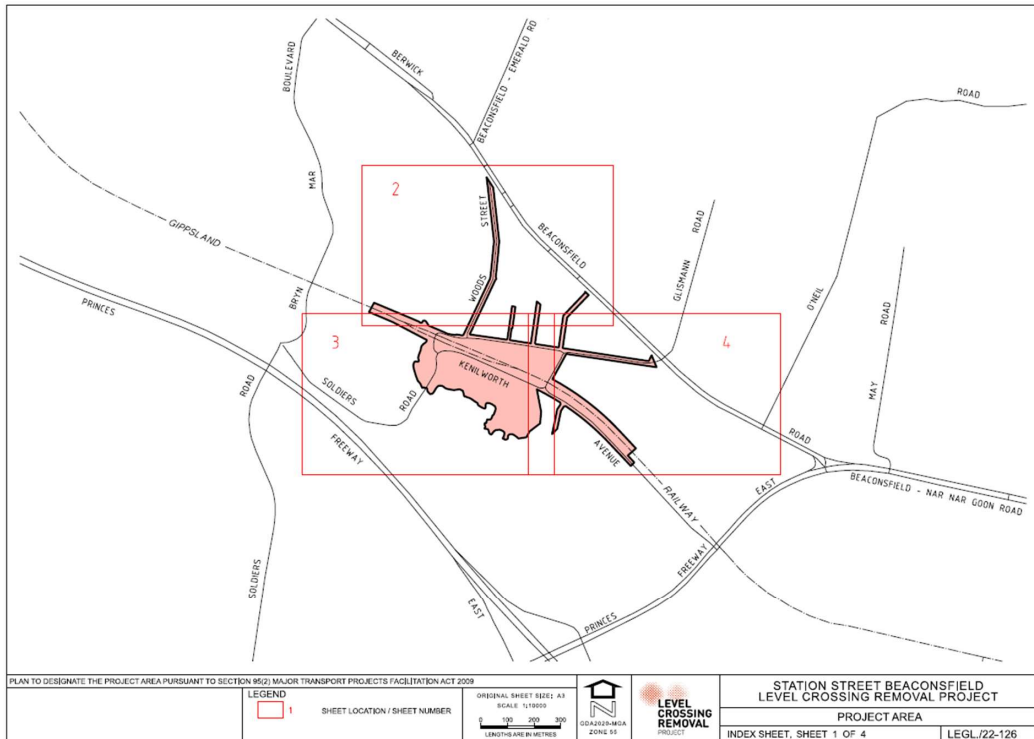 BOULEVARD
MAR
BRYN
ROAD
SOLDIERS
BERWICK
BEACONSFIELD - EMERALD RD
ROAD
GIPPSLAND
2
STREET
WOODS
BEACONSFIELD
GLISMANN ROAD
O'NEIL
MAY ROAD
PRINCES
3
SOLDIERS
ROAD
KENILWORTH
4
FREEWAY
AVENUE
ROAD
EAST
BEACONSFIELD - NAR NAR GOON ROAD
RAILWAY
FREEWAY
EAST
PRINCES
PLAN TO DESIGNATE THE PROJECT AREA PURSUANT TO SECTION 95(2) MAJOR TRANSPORT PROJECTS FACILITATION ACT 2009
LEGEND
1 SHEET LOCATION / SHEET NUMBER
ORIGINAL SHEET SIZE: A3
SCALE 1:10000
0 100 200 300
LENGTHS ARE IN METRES
N
GDA2020-MGA
ZONE 55
LEVEL
CROSSING
REMOVAL
PROJECT
STATION STREET BEACONSFIELD
LEVEL CROSSING REMOVAL PROJECT
PROJECT AREA
INDEX SHEET, SHEET 1 OF 4
LEGL./22-126